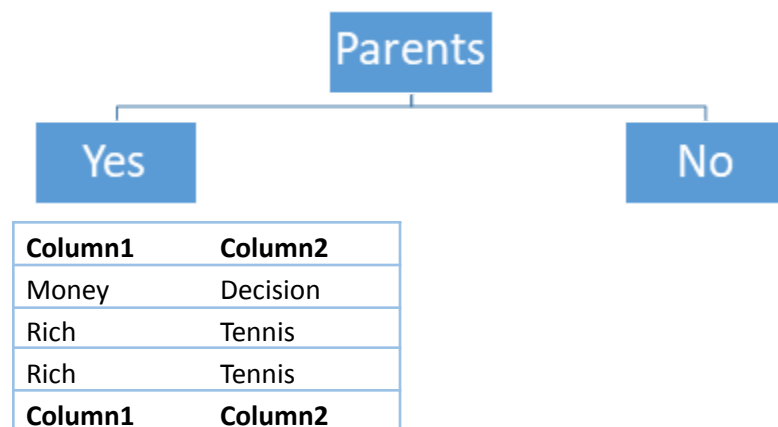 Parents
Yes No
Column1 Column2
Money Decision
Rich Tennis
Rich Tennis
Column1 Column2